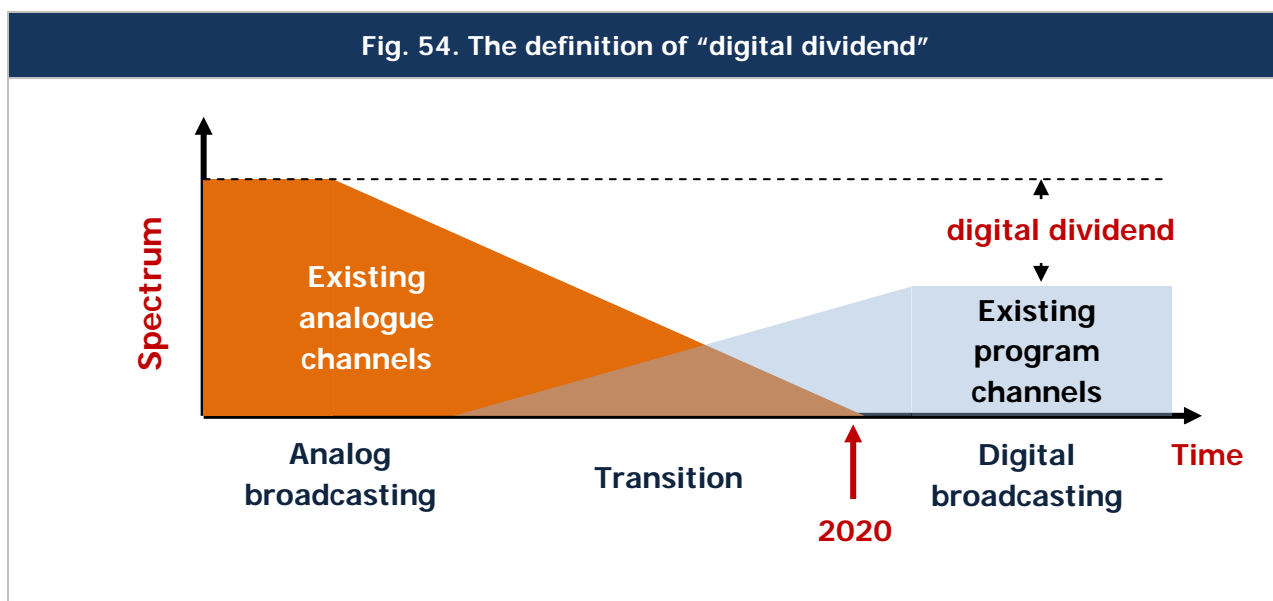 Fig. 54. The definition of “digital dividend”
Spectrum
Existing
analogue
channels
digital dividend
Existing
program
channels
Analog
broadcasting
Transition
2020
Digital
broadcasting
Time